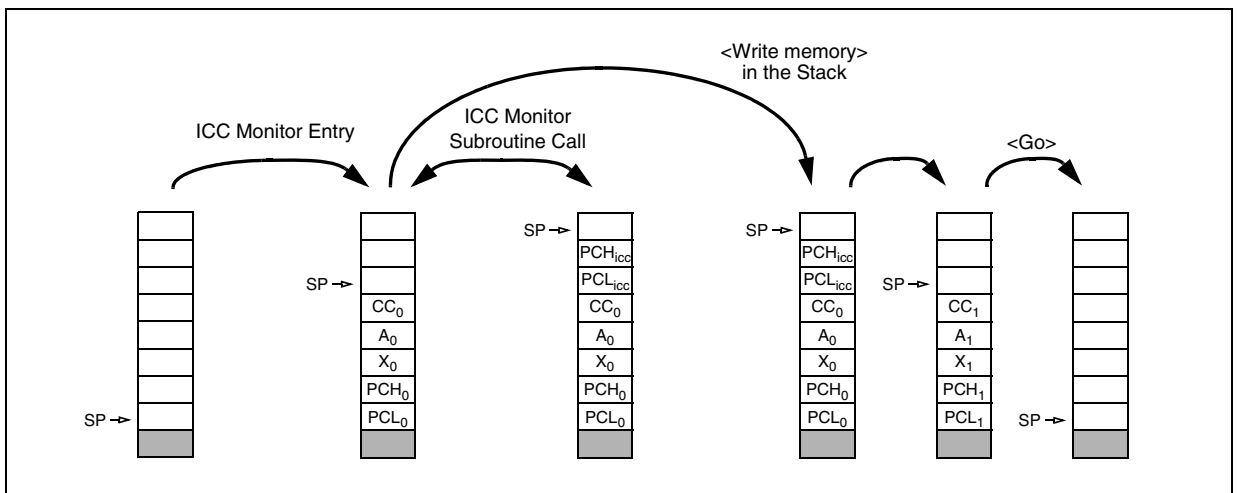 <Write memory>
in the Stack
ICC Monitor Entry
ICC Monitor
Subroutine Call
<Go>
SP
SP
CC0
A0
X0
PCH0
PCL0
SP
PCHicc
PCLicc
CC0
A0
X0
PCH0
PCL0
SP
PCHicc
PCLicc
CC0
A0
X0
PCH0
PCL0
SP
CC1
A1
X1
PCH1
PCL1
SP